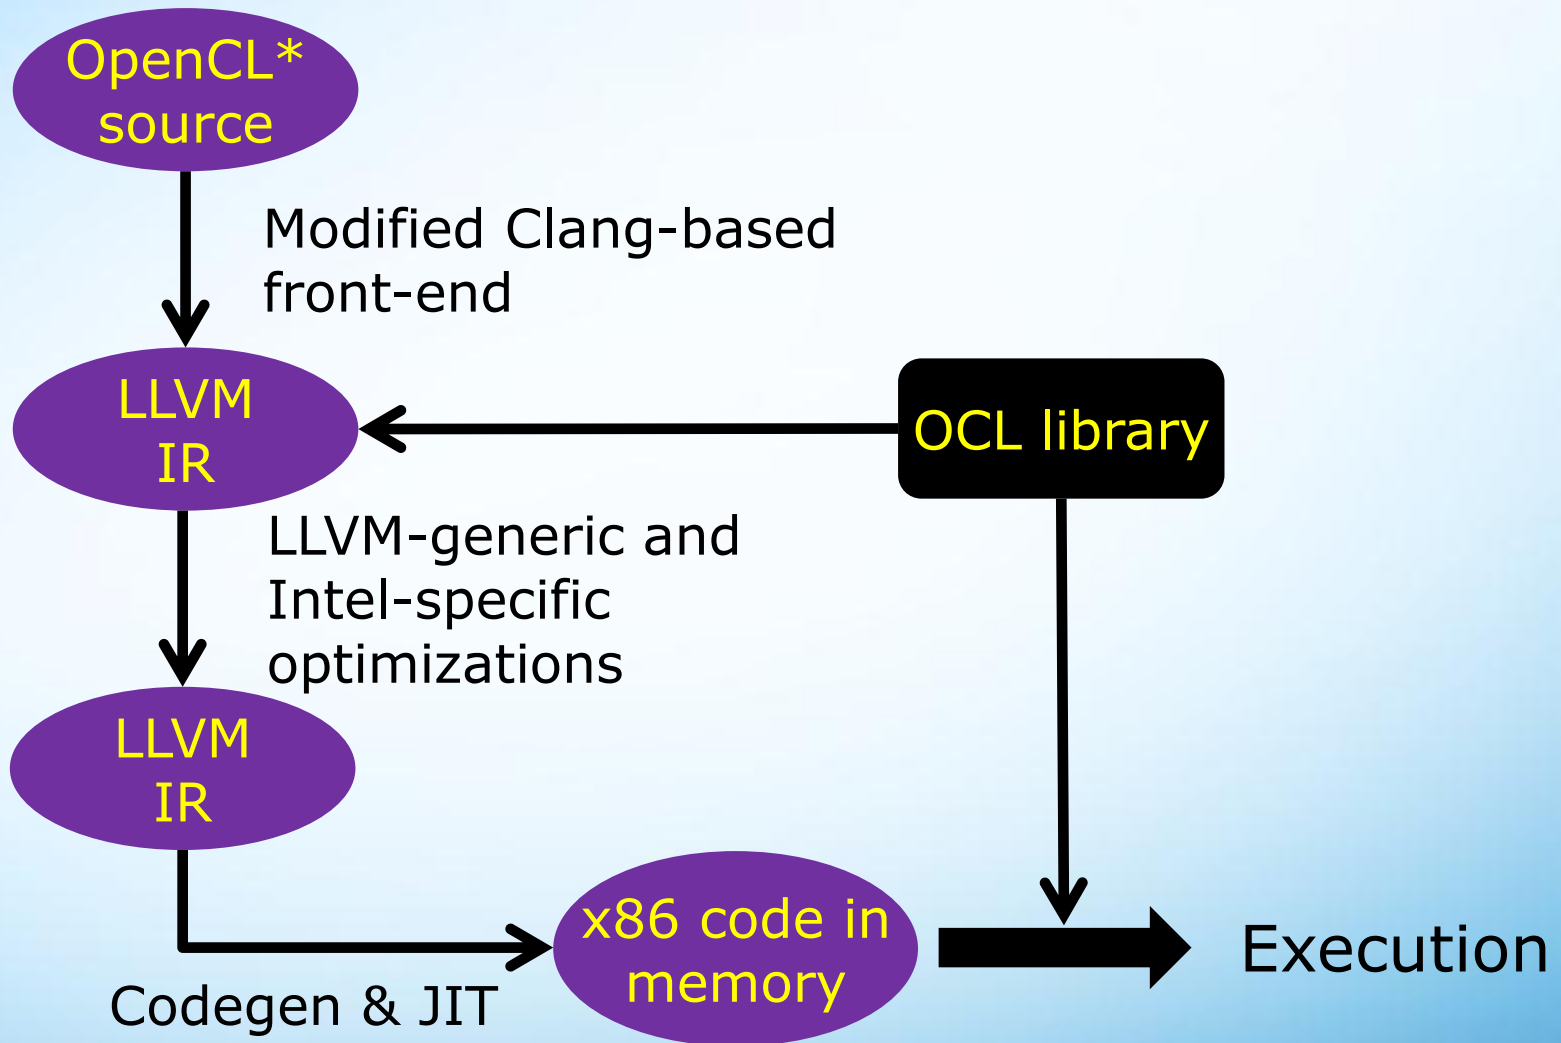 OpenCL*
source
Modified Clang-based
front-end
LLVM
IR
OCL library
LLVM-generic and
Intel-specific
optimizations
LLVM
IR
x86 code in
memory
Execution
Codegen & JIT